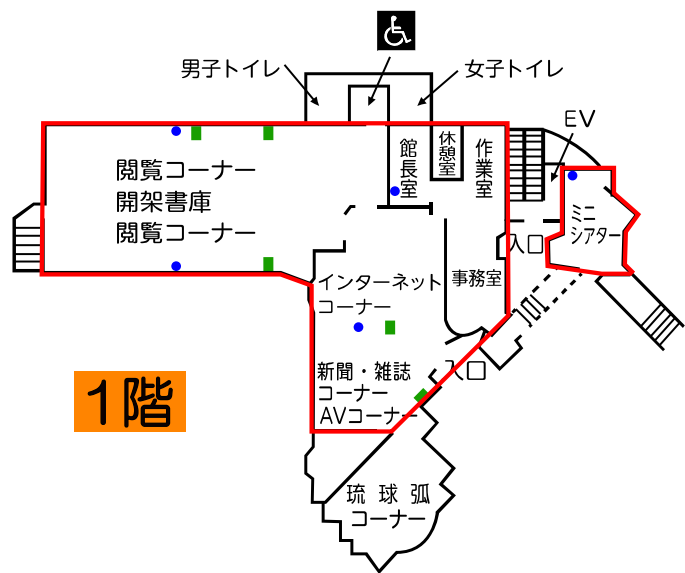 男子トイレ
女子トイレ
EV
館長室
休憩室
作業室
閲覧コーナー
開架書庫
閲覧コーナー
ミニ
シアター
入口
インターネット
コーナー
事務室
新聞・雑誌
コーナー
AVコーナー
入口
1階
琉球弧
コーナー